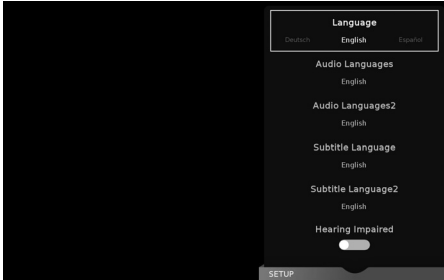 Language
Deutsch English Español
Audio Languages
English
Audio Languages2
English
Subtitle Language
English
Subtitle Language2
English
Hearing Impaired
SETUP